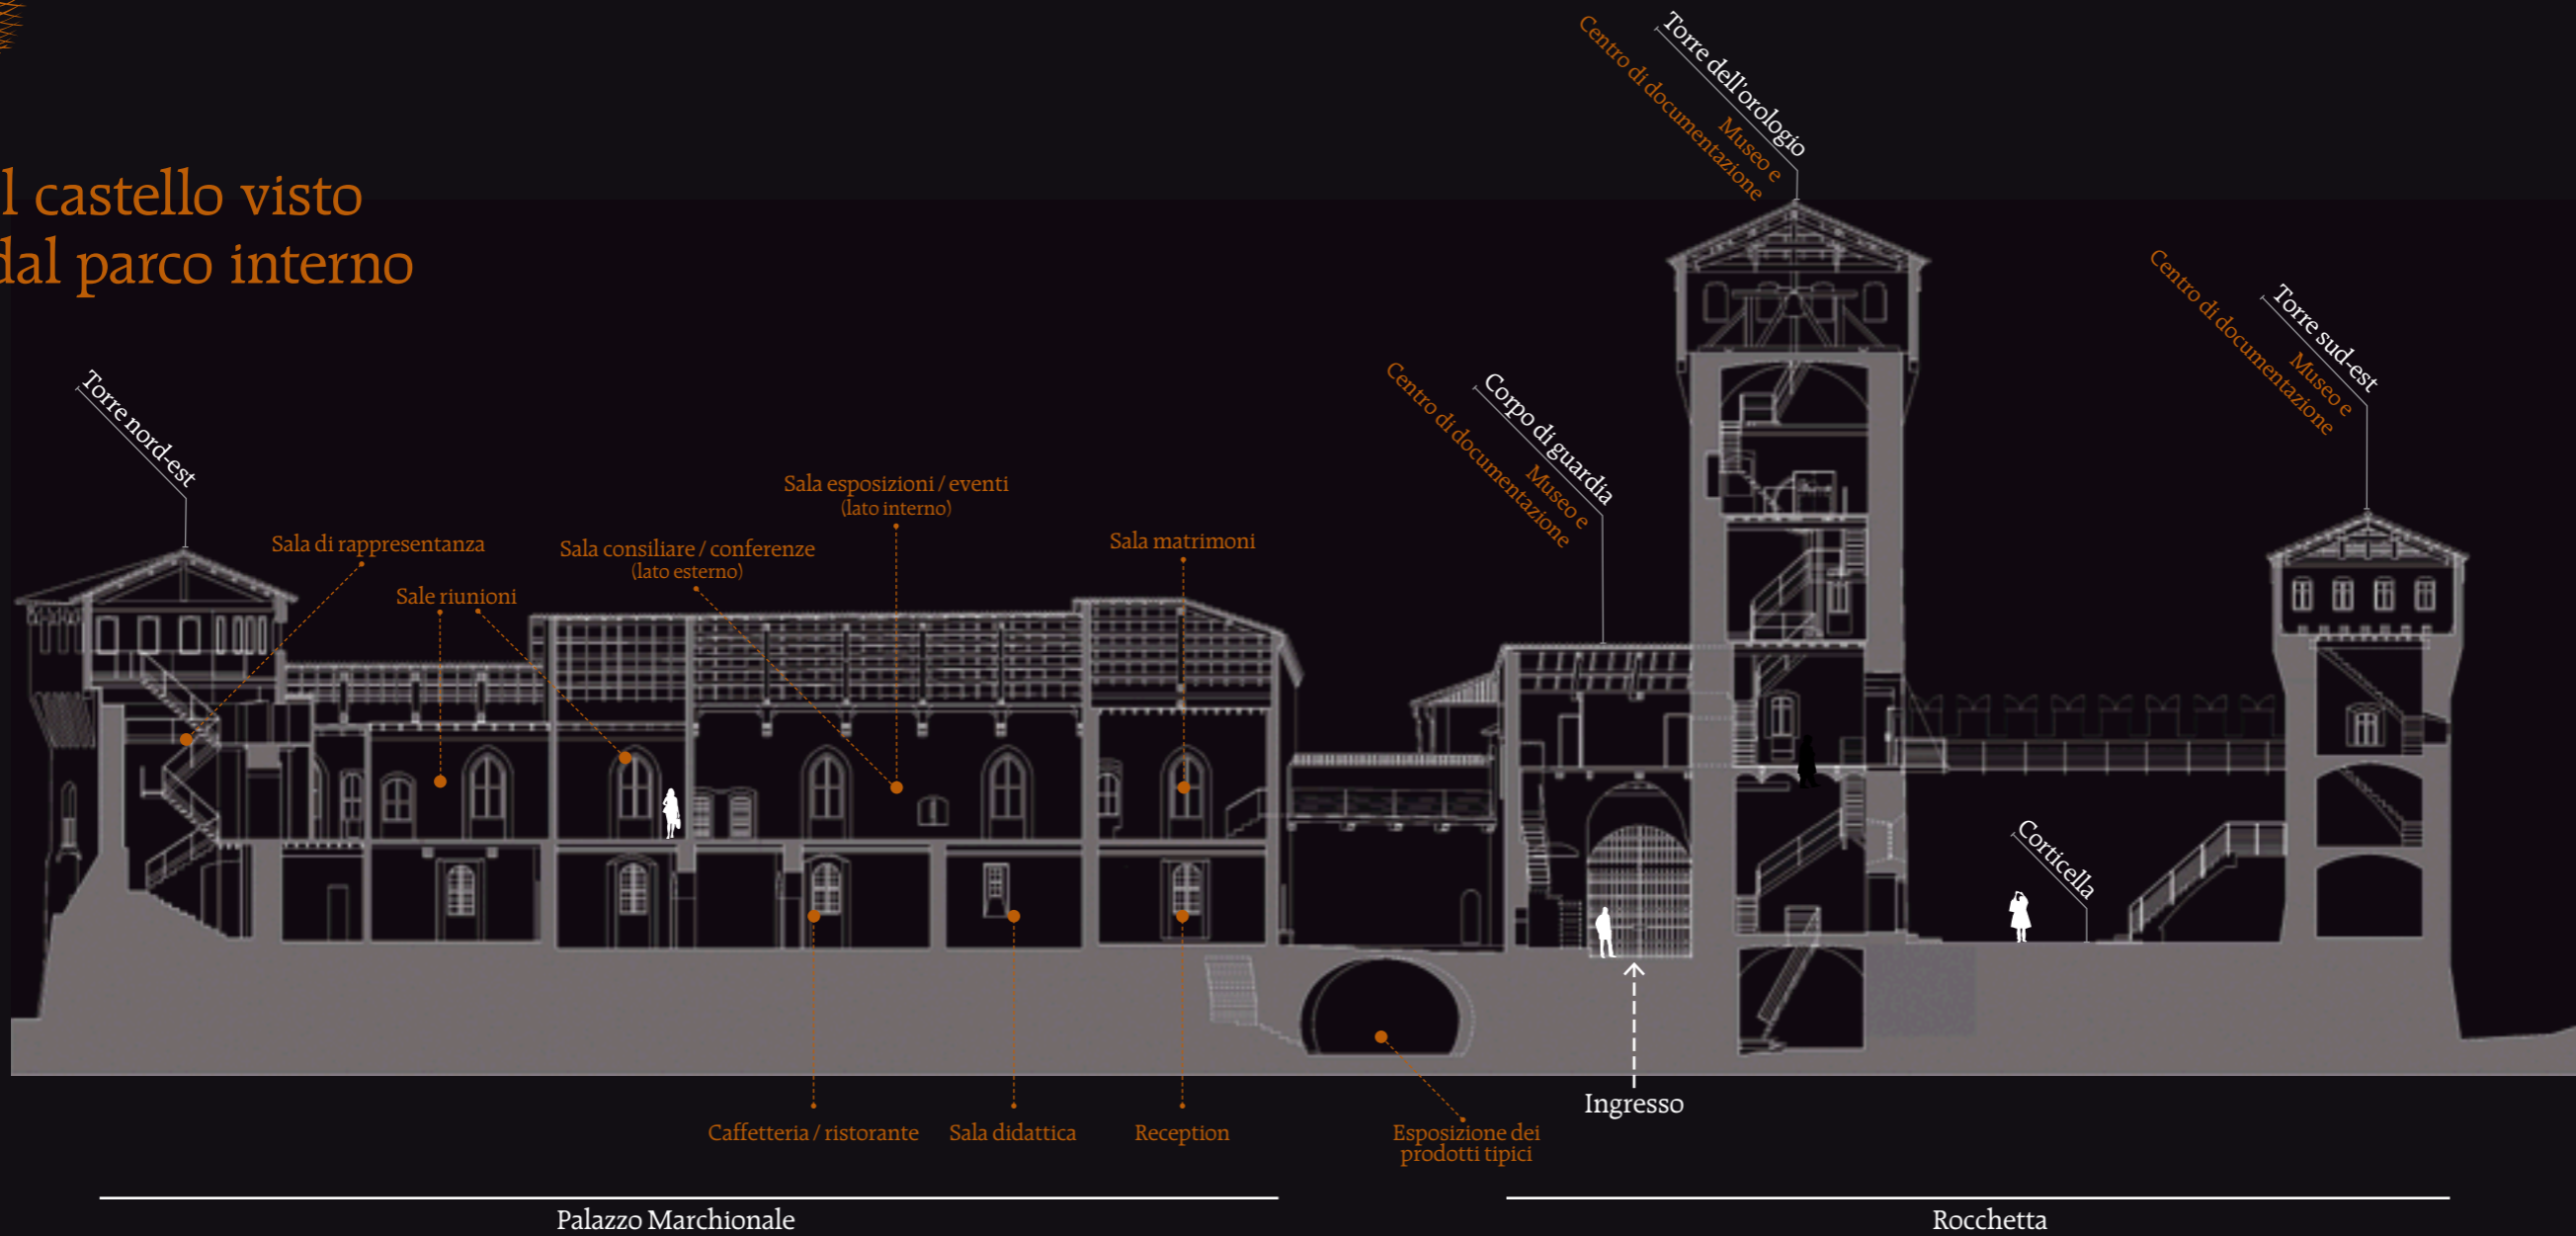 l castello visto
dal parco interno
Torre nord-est
Sala di rappresentanza
Sale riunioni
Sala consiliare / conferenze
(lato esterno)
Sala esposizioni / eventi
(lato interno)
Sala matrimoni
Corpo di guardia
Museo e
Centro di documentazione
Torre dell'orologio
Museo e
Centro di documentazione
Torre sud-est
Museo e
Centro di documentazione
Corticella
Caffetteria / ristorante
Sala didattica
Reception
Esposizione dei
prodotti tipici
Ingresso
Palazzo Marchionale
Rocchetta